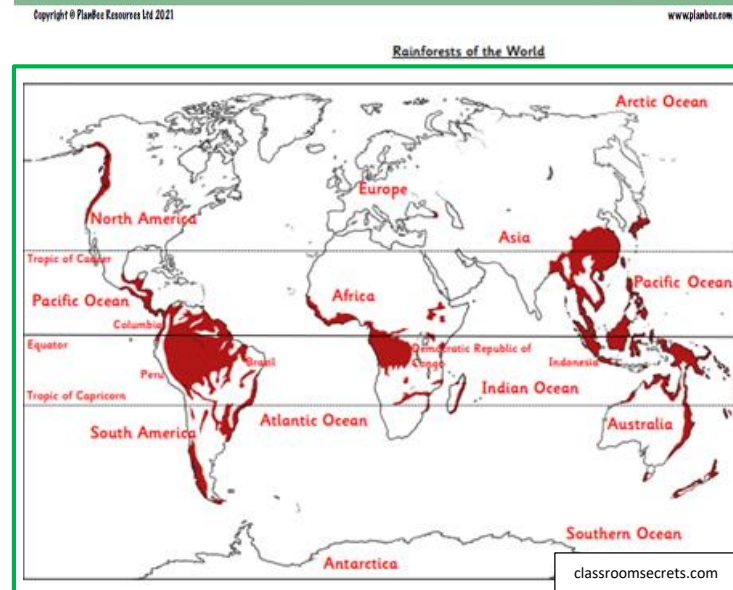 Copyright © PlanBee Resources Ltd 2021 www.planbee.com
Rainforests of the World
Arctic Ocean
Europe
North America
Asia
Tropic of Cancer
Pacific Ocean
Africa
Pacific Ocean
Columbia
Equator
Democratic Republic of
Congo
Indonesia
Brazil
Peru
Indian Ocean
Tropic of Capricorn
Atlantic Ocean
Australia
South America
Southern Ocean
Antarctica
classroomsecrets.com